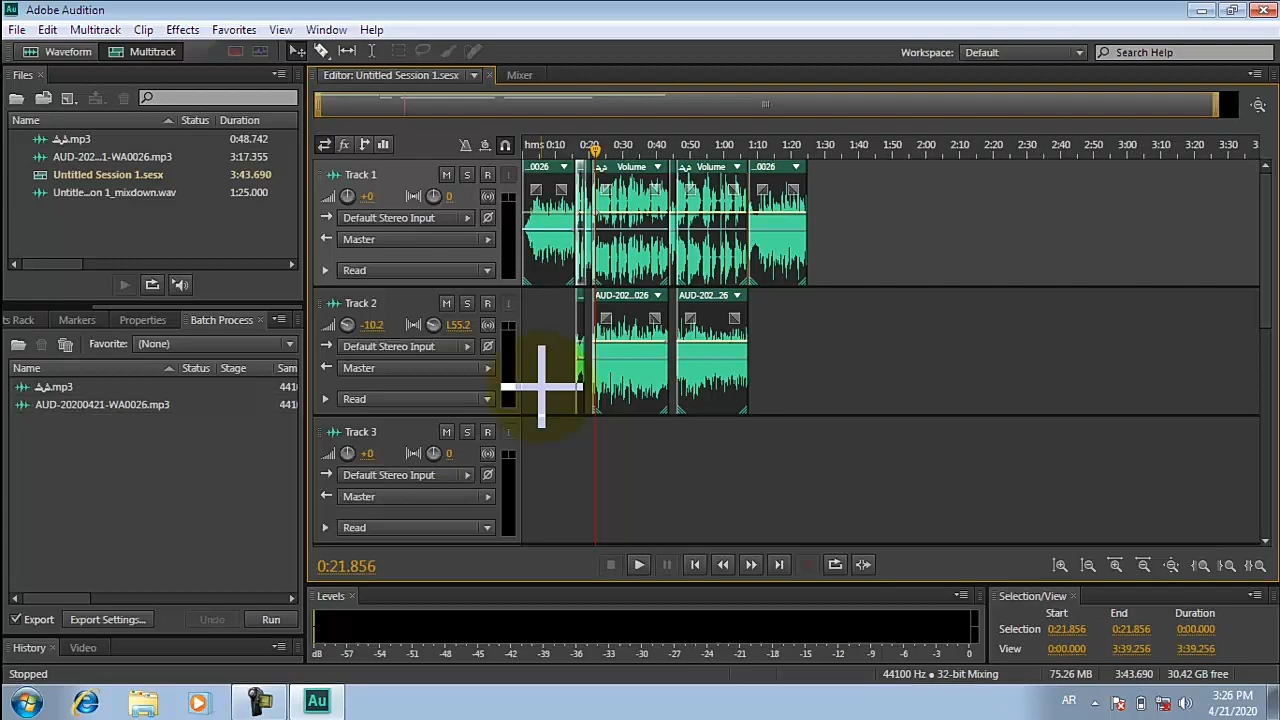 Adobe Audition
File Edit Multitrack Clip Effects Favorites View Window Help
Waveform Multitrack Workspace: Default Search Help
Files Editor: Untitled Session 1.sesx Mixer
Name Status Duration
.mp3 0:48.742
AUD-202...1-WA0026.mp3 3:17.355
Untitled Session 1.sesx 3:43.690
Untitle...on 1_mixdown.wav 1:25.000
hms 0:10 0:20 0:30 0:40 0:50 1:00 1:10 1:20 1:30 1:40 1:50 2:00 2:10 2:20 2:30 2:40 2:50 3:00 3:10 3:20 3:30
Track 1 M S R I
..0026 Volume Volume ..0026
+0 0
Default Stereo Input
Master
Read
Track 2 M S R I
AUD-202...026 AUD-202...26
-10.2 L55.2
Default Stereo Input
Master
Read
Track 3 M S R I
+0 0
Default Stereo Input
Master
Read
ts Rack Markers Properties Batch Process
Favorite: (None)
Name Status Stage Sam
.mp3 4410
AUD-20200421-WA0026.mp3 4410
Export Export Settings... Undo Run
History Video
0:21.856
Levels
dB -57 -54 -51 -48 -45 -42 -39 -36 -33 -30 -27 -24 -21 -18 -15 -12 -9 -6 -3 0
Selection/View
Start End Duration
Selection 0:21.856 0:21.856 0:00.000
View 0:00.000 3:39.256 3:39.256
Stopped 44100 Hz ● 32-bit Mixing 75.26 MB 3:43.690 30.42 GB free
AR 3:26 PM
4/21/2020